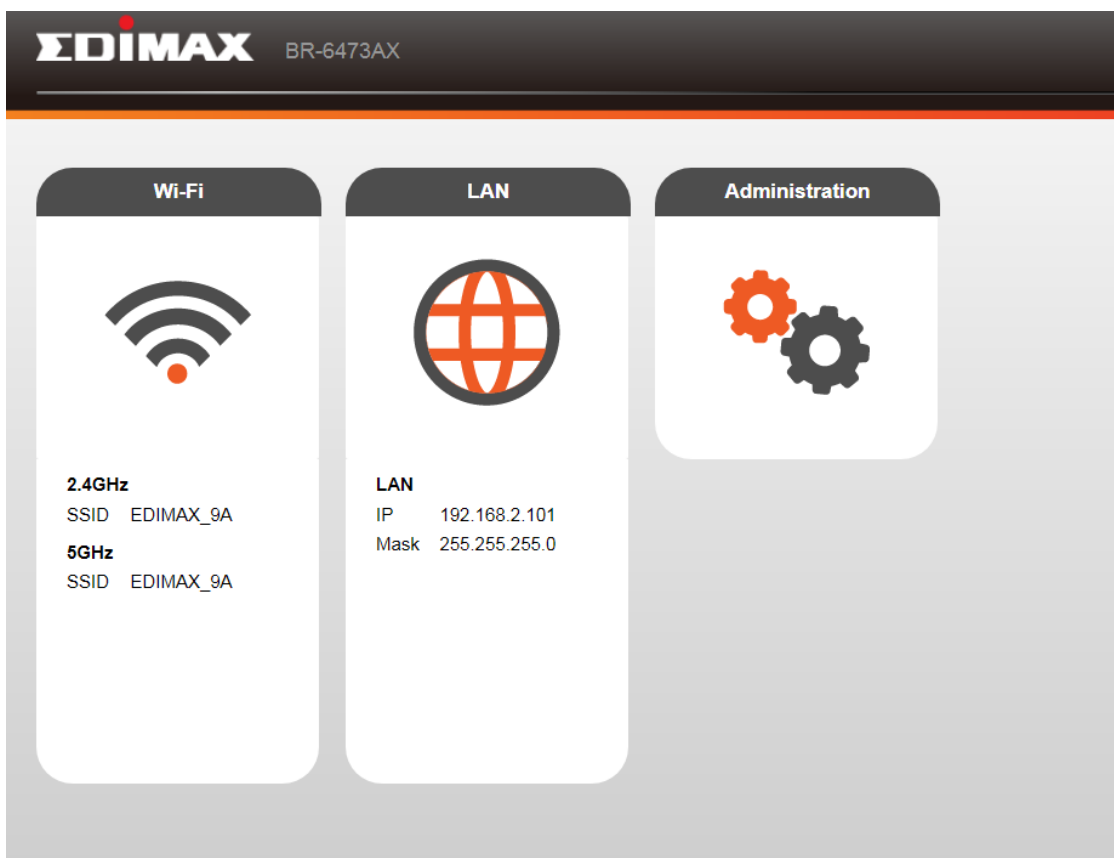 EDIMAX BR-6473AX
Wi-Fi
2.4GHz
SSID EDIMAX_9A
5GHz
SSID EDIMAX_9A
LAN
LAN
IP 192.168.2.101
Mask 255.255.255.0
Administration